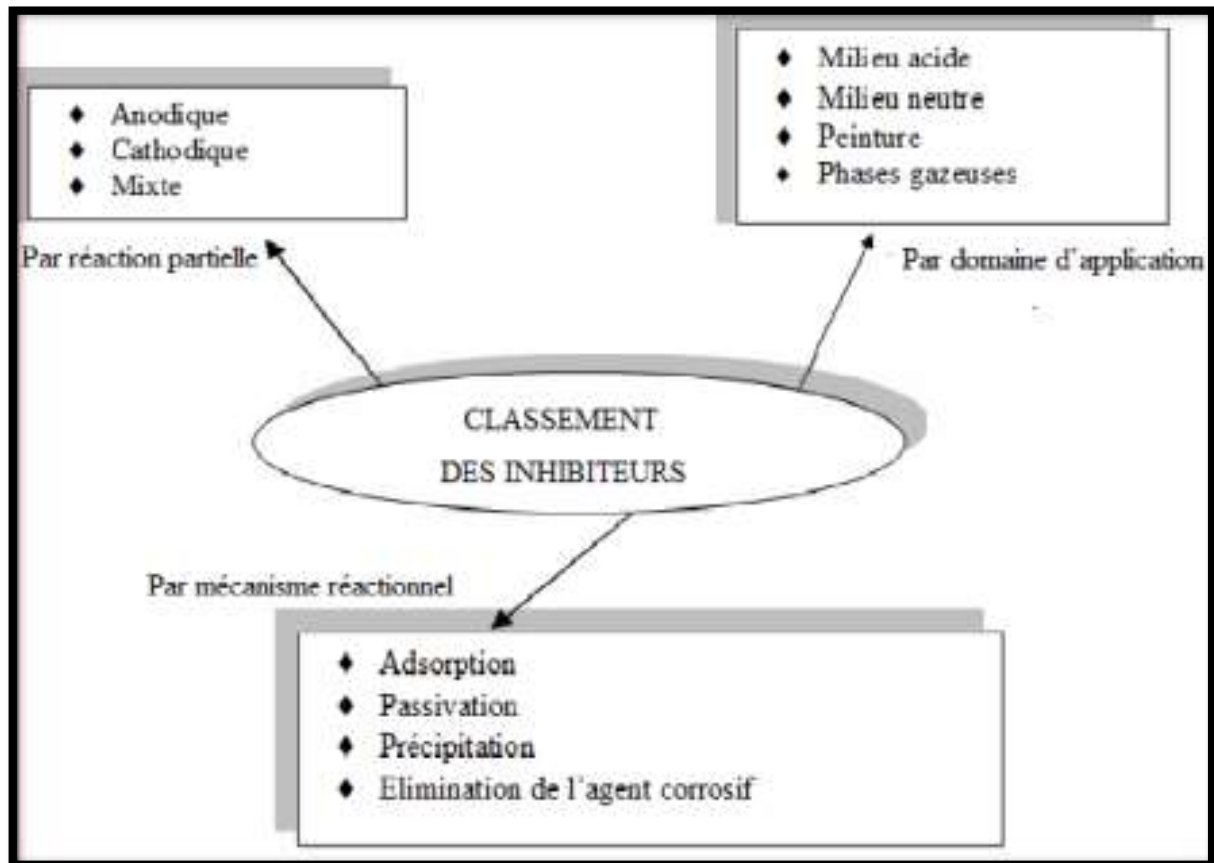 ♦ Anodique
♦ Cathodique
♦ Mixte
Par réaction partielle
♦ Milieu acide
♦ Milieu neutre
♦ Peinture
♦ Phases gazeuses
Par domaine d'application
CLASSEMENT
DES INHIBITEURS
Par mécanisme réactionnel
♦ Adsorption
♦ Passivation
♦ Précipitation
♦ Elimination de l'agent corrosif